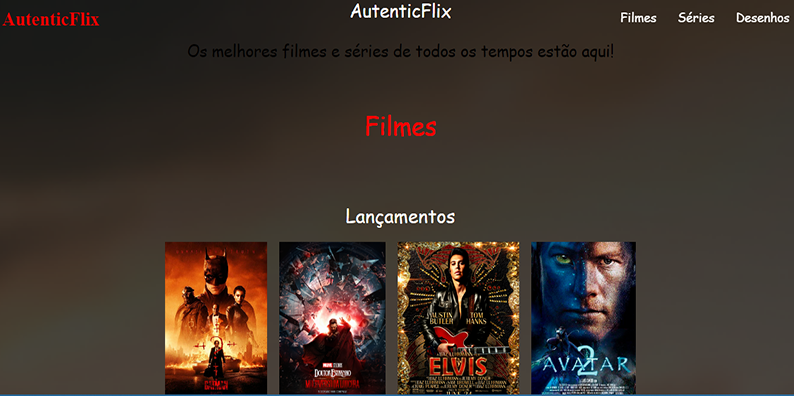 AutenticFlix
AutenticFlix
Filmes Séries Desenhos
Os melhores filmes e séries de todos os tempos estão aqui!
Filmes
Lançamentos
AUSTIN BUTLER TOM HANKS
ELVIS
AVATAR 2